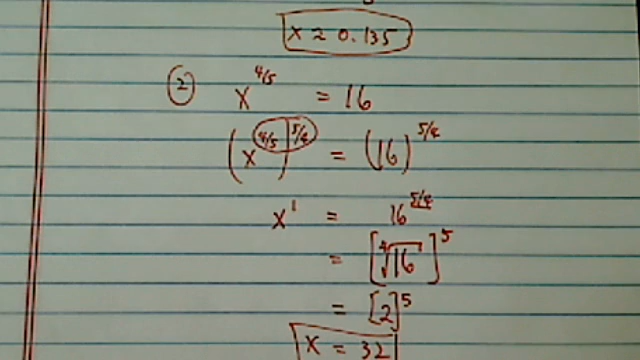 x ≈ 0.135
② x^{4/5} = 16
(x^{4/5})^{5/4} = (16)^{5/4}
x^1 = 16^{5/4}
= [∜16]^5
= [2]^5
x = 32